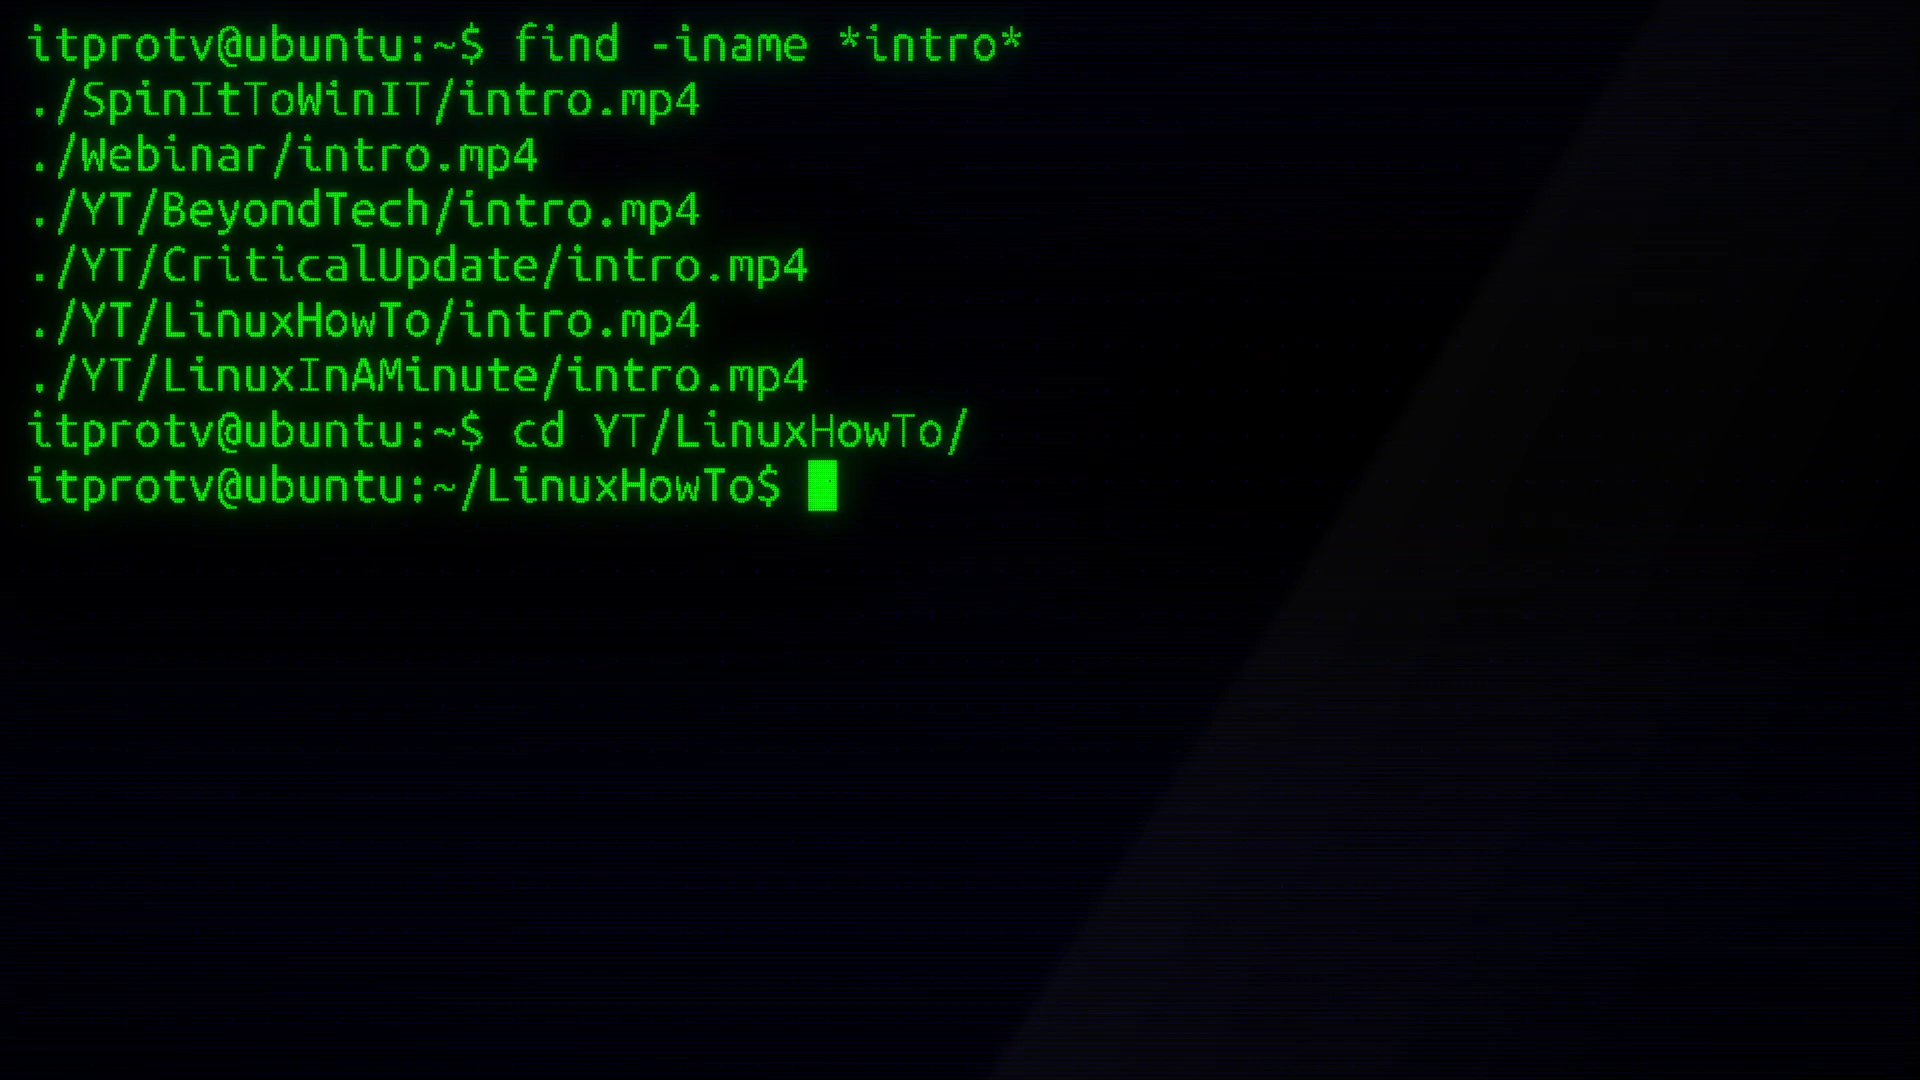 itprotv@ubuntu:~$ find -iname *intro*
./SpinItToWinIT/intro.mp4
./Webinar/intro.mp4
./YT/BeyondTech/intro.mp4
./YT/CriticalUpdate/intro.mp4
./YT/LinuxHowTo/intro.mp4
./YT/LinuxInAMinute/intro.mp4
itprotv@ubuntu:~$ cd YT/LinuxHowTo/
itprotv@ubuntu:~/LinuxHowTo$